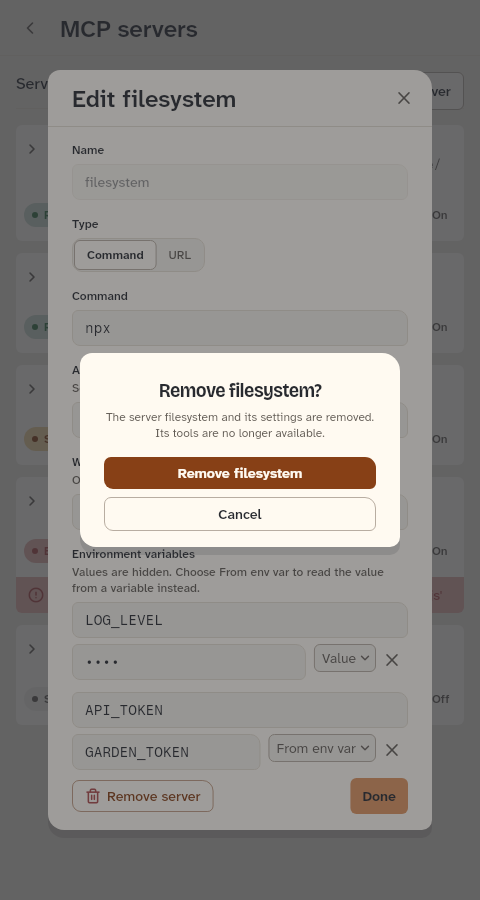 MCP servers
Serv
ver
Edit filesystem
Name
filesystem
Type
Command URL
Command
npx
On
On
On
On
Off
Remove filesystem?
The server filesystem and its settings are removed.
Its tools are no longer available.
Remove filesystem
Cancel
Environment variables
Values are hidden. Choose From env var to read the value
from a variable instead.
LOG_LEVEL
•••• Value
API_TOKEN
GARDEN_TOKEN From env var
Remove server Done